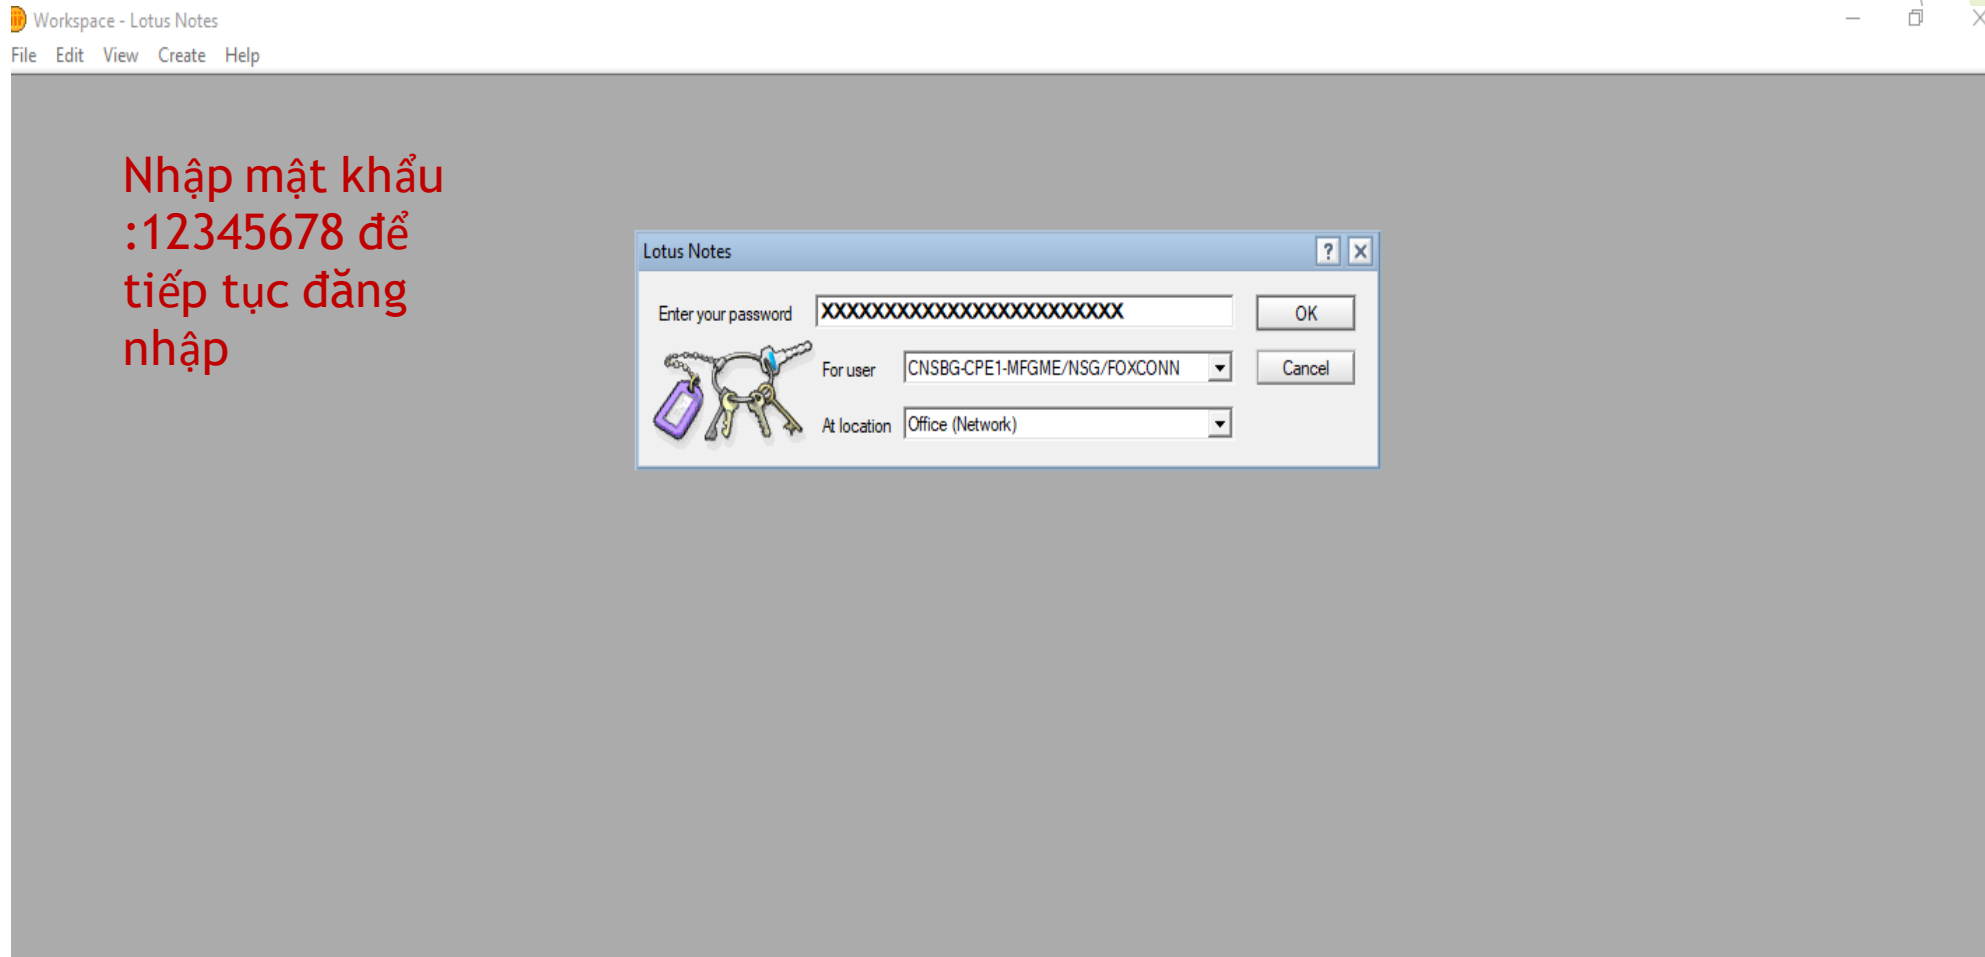 Workspace - Lotus Notes
File Edit View Create Help
Nhập mật khẩu
:12345678 để
tiếp tục đăng
nhập
Lotus Notes
Enter your password XXXXXXXXXXXXXXXXXXXXXXXX OK
For user CNSBG-CPE1-MFGME/NSG/FOXCONN Cancel
At location Office (Network)